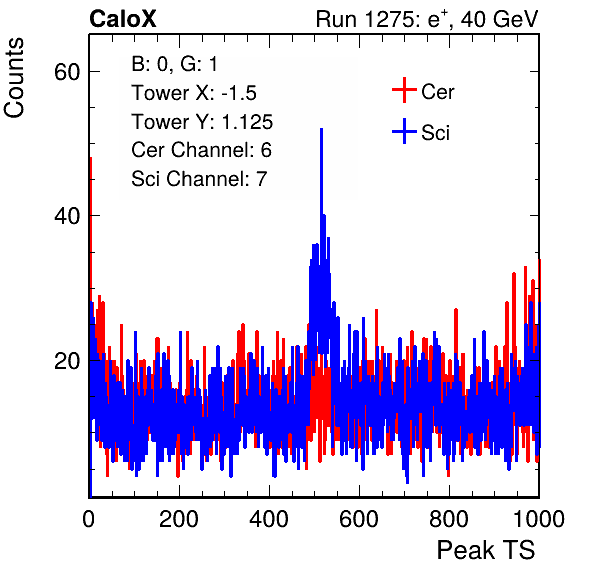 CaloX Run 1275: e⁺, 40 GeV
Counts
B: 0, G: 1
Tower X: -1.5
Tower Y: 1.125
Cer Channel: 6
Sci Channel: 7
Cer
Sci
60
40
20
0 200 400 600 800 1000
Peak TS